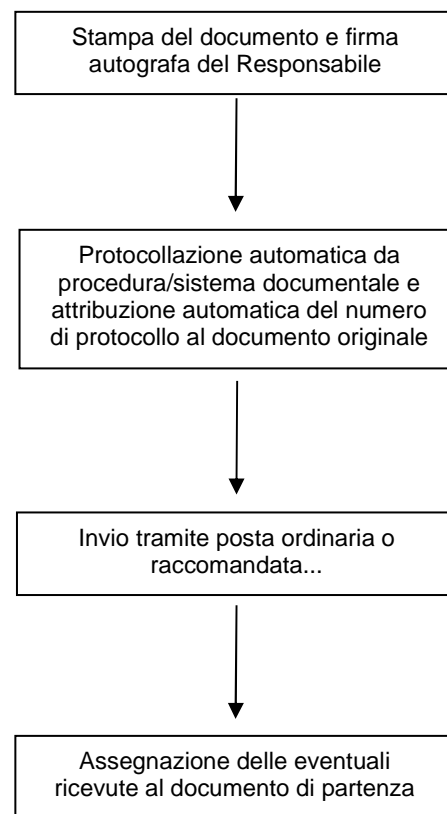 Stampa del documento e firma
autografa del Responsabile
Protocollazione automatica da
procedura/sistema documentale e
attribuzione automatica del numero
di protocollo al documento originale
Invio tramite posta ordinaria o
raccomandata...
Assegnazione delle eventuali
ricevute al documento di partenza